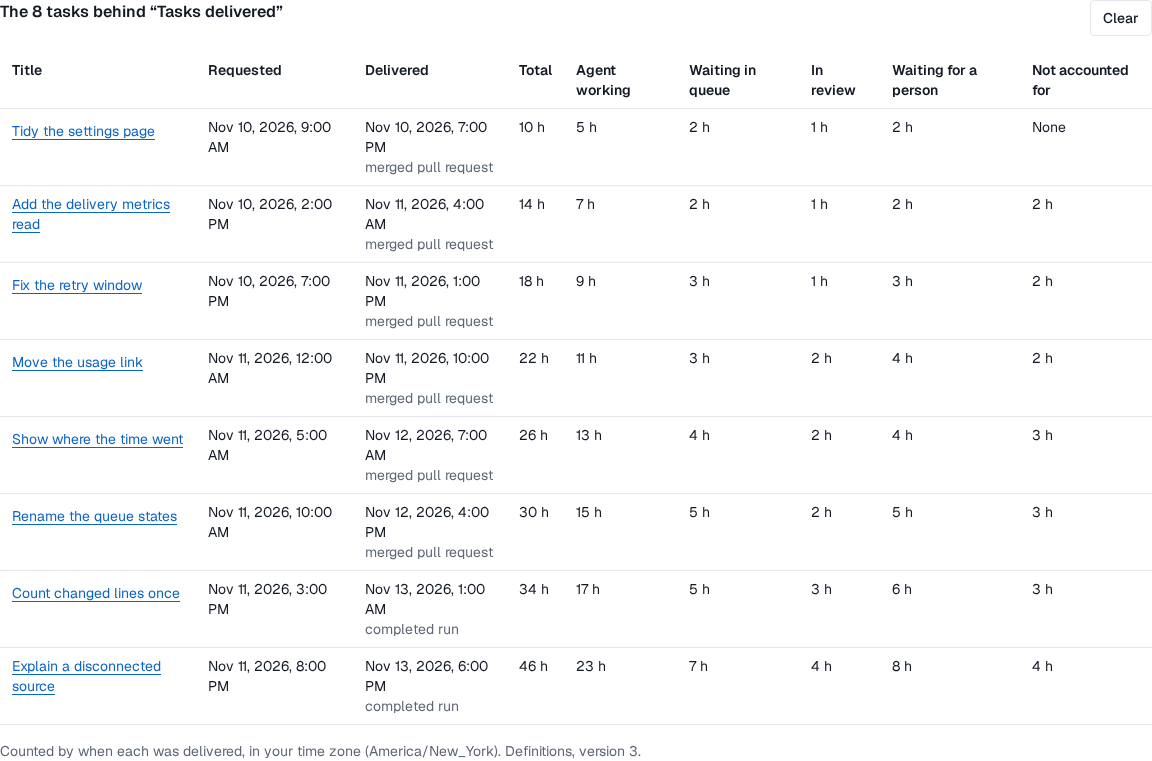 The 8 tasks behind “Tasks delivered”
Clear
Title Requested Delivered Total Agent working Waiting in queue In review Waiting for a person Not accounted for
Tidy the settings page Nov 10, 2026, 9:00 AM Nov 10, 2026, 7:00 PM merged pull request 10 h 5 h 2 h 1 h 2 h None
Add the delivery metrics read Nov 10, 2026, 2:00 PM Nov 11, 2026, 4:00 AM merged pull request 14 h 7 h 2 h 1 h 2 h 2 h
Fix the retry window Nov 10, 2026, 7:00 PM Nov 11, 2026, 1:00 PM merged pull request 18 h 9 h 3 h 1 h 3 h 2 h
Move the usage link Nov 11, 2026, 12:00 AM Nov 11, 2026, 10:00 PM merged pull request 22 h 11 h 3 h 2 h 4 h 2 h
Show where the time went Nov 11, 2026, 5:00 AM Nov 12, 2026, 7:00 AM merged pull request 26 h 13 h 4 h 2 h 4 h 3 h
Rename the queue states Nov 11, 2026, 10:00 AM Nov 12, 2026, 4:00 PM merged pull request 30 h 15 h 5 h 2 h 5 h 3 h
Count changed lines once Nov 11, 2026, 3:00 PM Nov 13, 2026, 1:00 AM completed run 34 h 17 h 5 h 3 h 6 h 3 h
Explain a disconnected source Nov 11, 2026, 8:00 PM Nov 13, 2026, 6:00 PM completed run 46 h 23 h 7 h 4 h 8 h 4 h
Counted by when each was delivered, in your time zone (America/New_York). Definitions, version 3.